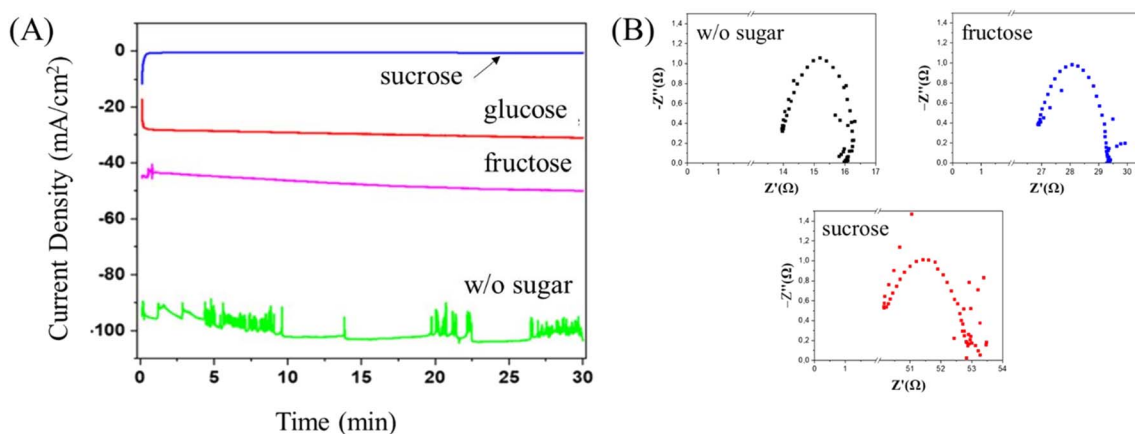 (A)
Current Density (mA/cm²)
0
-20
-40
-60
-80
-100
sucrose
glucose
fructose
w/o sugar
0
5
10
15
20
25
30
Time (min)
(B)
w/o sugar
-Z''(Ω)
1,4
1,2
1,0
0,8
0,6
0,4
0,2
0,0
0 1 14 15 16 17
Z'(Ω)
fructose
-Z''(Ω)
1,4
1,2
1,0
0,8
0,6
0,4
0,2
0,0
0 1 27 28 29 30
Z'(Ω)
sucrose
-Z''(Ω)
1,4
1,2
1,0
0,8
0,6
0,4
0,2
0,0
0 1 51 52 53 54
Z'(Ω)